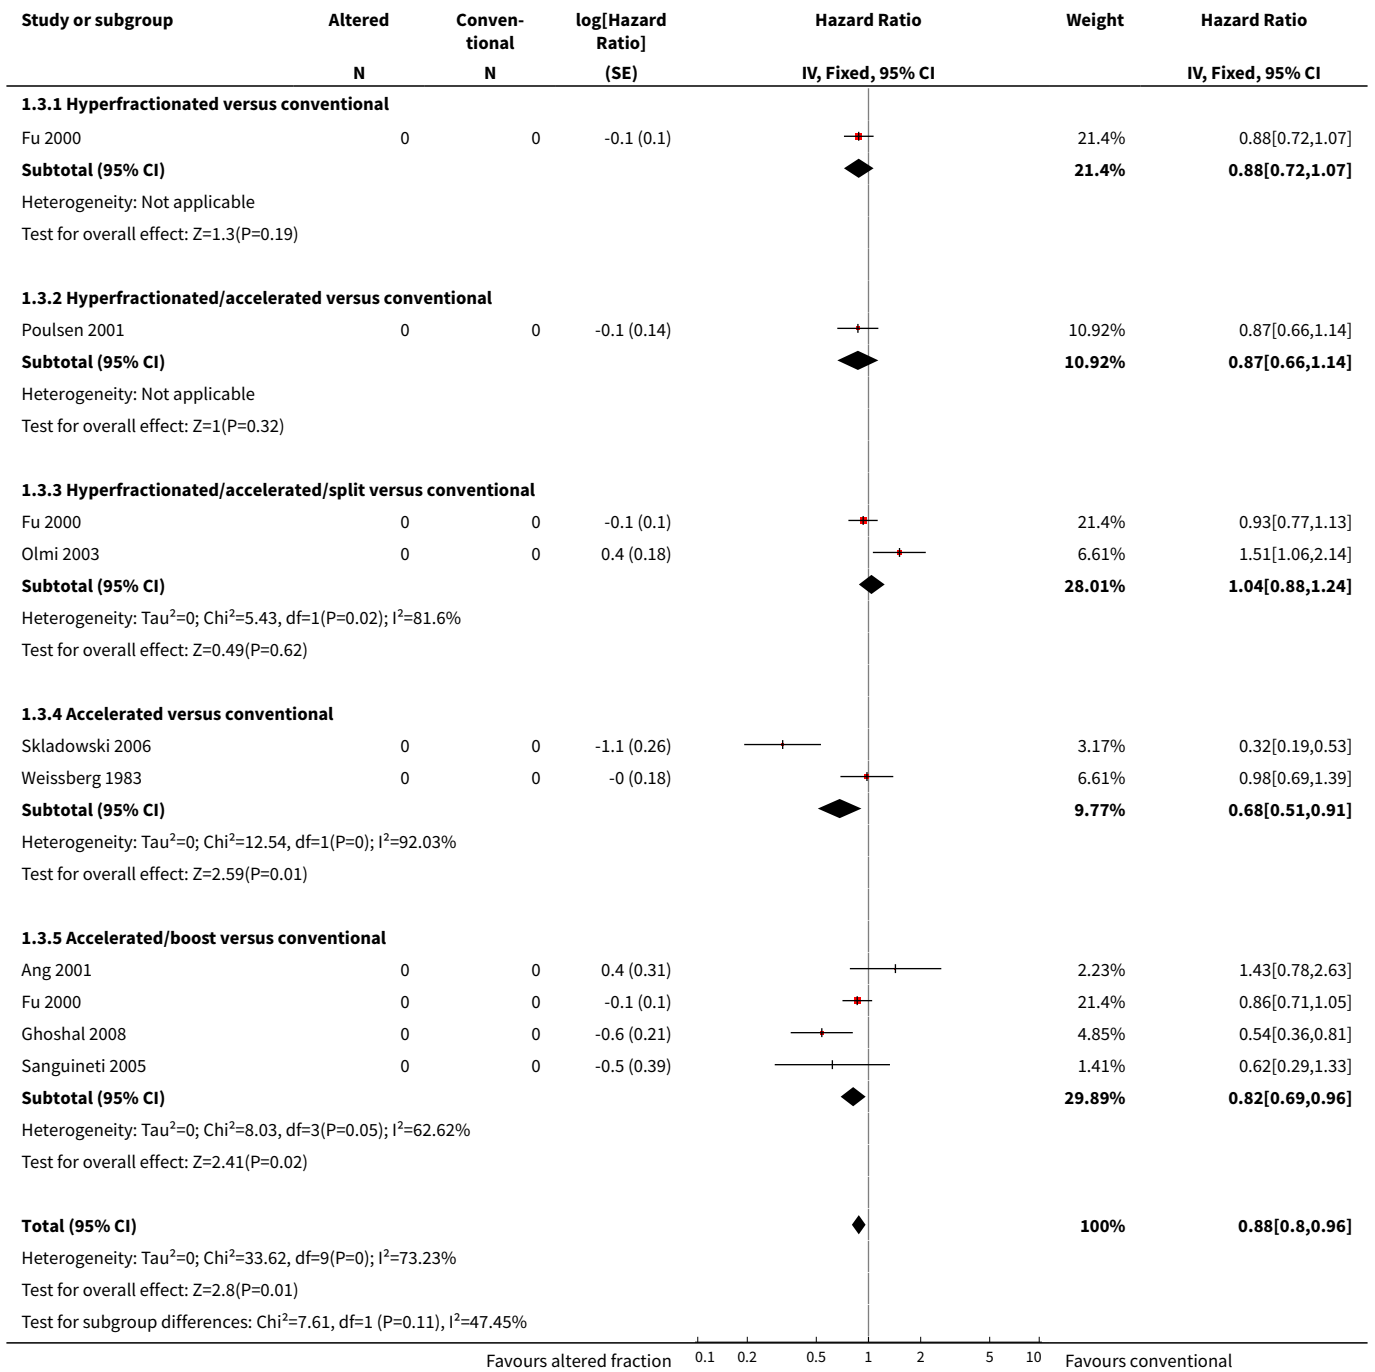 Study or subgroup Altered Conven- log[Hazard Hazard Ratio Weight Hazard Ratio
tional Ratio]
N N (SE) IV, Fixed, 95% CI IV, Fixed, 95% CI
1.3.1 Hyperfractionated versus conventional
Fu 2000 0 0 -0.1 (0.1) 21.4% 0.88[0.72,1.07]
Subtotal (95% CI) 21.4% 0.88[0.72,1.07]
Heterogeneity: Not applicable
Test for overall effect: Z=1.3(P=0.19)
1.3.2 Hyperfractionated/accelerated versus conventional
Poulsen 2001 0 0 -0.1 (0.14) 10.92% 0.87[0.66,1.14]
Subtotal (95% CI) 10.92% 0.87[0.66,1.14]
Heterogeneity: Not applicable
Test for overall effect: Z=1(P=0.32)
1.3.3 Hyperfractionated/accelerated/split versus conventional
Fu 2000 0 0 -0.1 (0.1) 21.4% 0.93[0.77,1.13]
Olmi 2003 0 0 0.4 (0.18) 6.61% 1.51[1.06,2.14]
Subtotal (95% CI) 28.01% 1.04[0.88,1.24]
Heterogeneity: Tau²=0; Chi²=5.43, df=1(P=0.02); I²=81.6%
Test for overall effect: Z=0.49(P=0.62)
1.3.4 Accelerated versus conventional
Skladowski 2006 0 0 -1.1 (0.26) 3.17% 0.32[0.19,0.53]
Weissberg 1983 0 0 -0 (0.18) 6.61% 0.98[0.69,1.39]
Subtotal (95% CI) 9.77% 0.68[0.51,0.91]
Heterogeneity: Tau²=0; Chi²=12.54, df=1(P=0); I²=92.03%
Test for overall effect: Z=2.59(P=0.01)
1.3.5 Accelerated/boost versus conventional
Ang 2001 0 0 0.4 (0.31) 2.23% 1.43[0.78,2.63]
Fu 2000 0 0 -0.1 (0.1) 21.4% 0.86[0.71,1.05]
Ghoshal 2008 0 0 -0.6 (0.21) 4.85% 0.54[0.36,0.81]
Sanguineti 2005 0 0 -0.5 (0.39) 1.41% 0.62[0.29,1.33]
Subtotal (95% CI) 29.89% 0.82[0.69,0.96]
Heterogeneity: Tau²=0; Chi²=8.03, df=3(P=0.05); I²=62.62%
Test for overall effect: Z=2.41(P=0.02)
Total (95% CI) 100% 0.88[0.8,0.96]
Heterogeneity: Tau²=0; Chi²=33.62, df=9(P=0); I²=73.23%
Test for overall effect: Z=2.8(P=0.01)
Test for subgroup differences: Chi²=7.61, df=1 (P=0.11), I²=47.45%
Favours altered fraction 0.1 0.2 0.5 1 2 5 10 Favours conventional